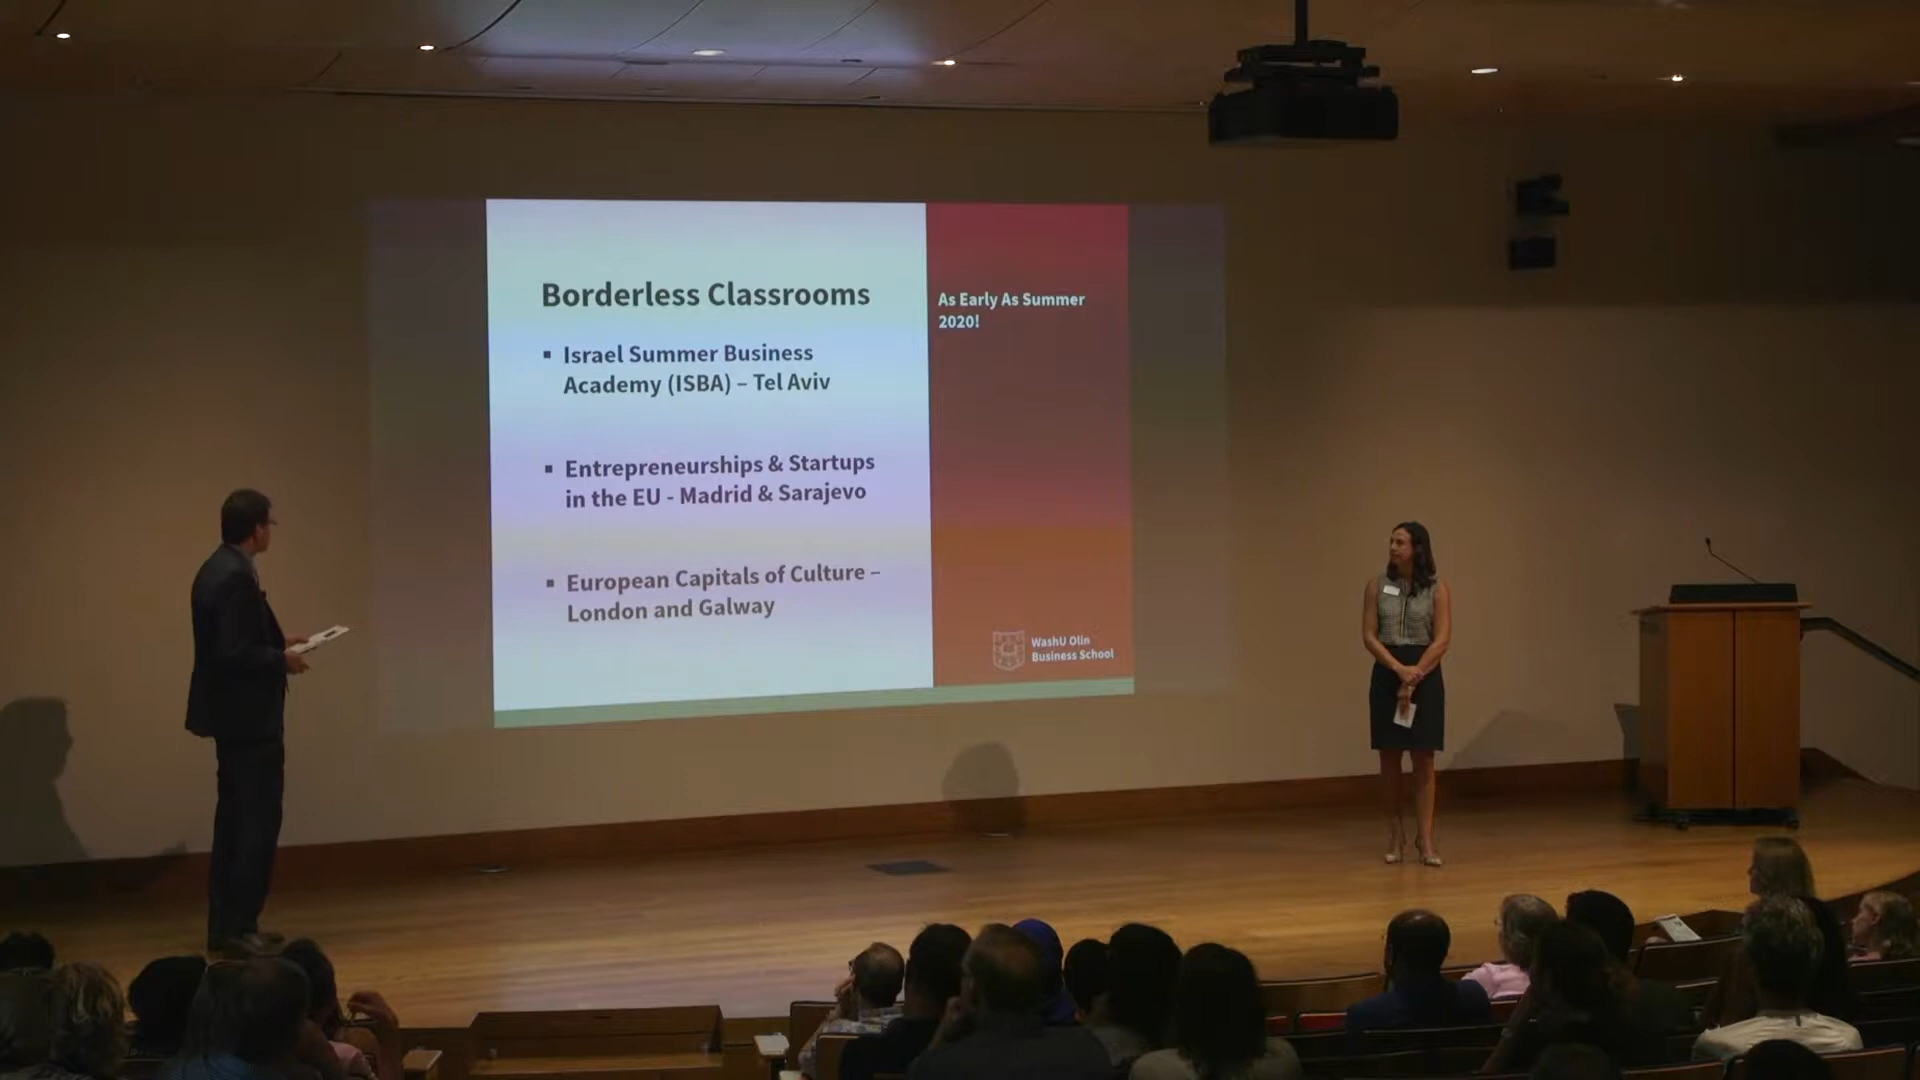 Borderless Classrooms
▪ Israel Summer Business
Academy (ISBA) – Tel Aviv
▪ Entrepreneurships & Startups
in the EU - Madrid & Sarajevo
▪ European Capitals of Culture –
London and Galway
As Early As Summer
2020!
WashU Olin
Business School